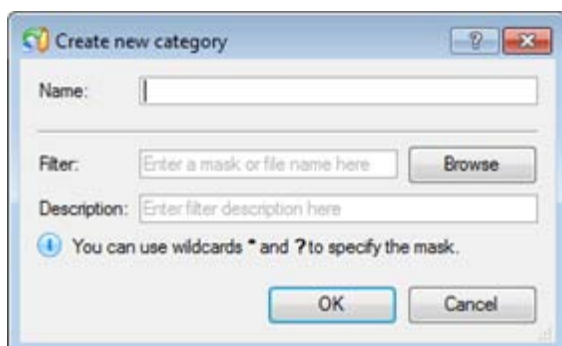 Create new category
Name:
Filter: Enter a mask or file name here Browse
Description: Enter filter description here
You can use wildcards * and ? to specify the mask.
OK Cancel